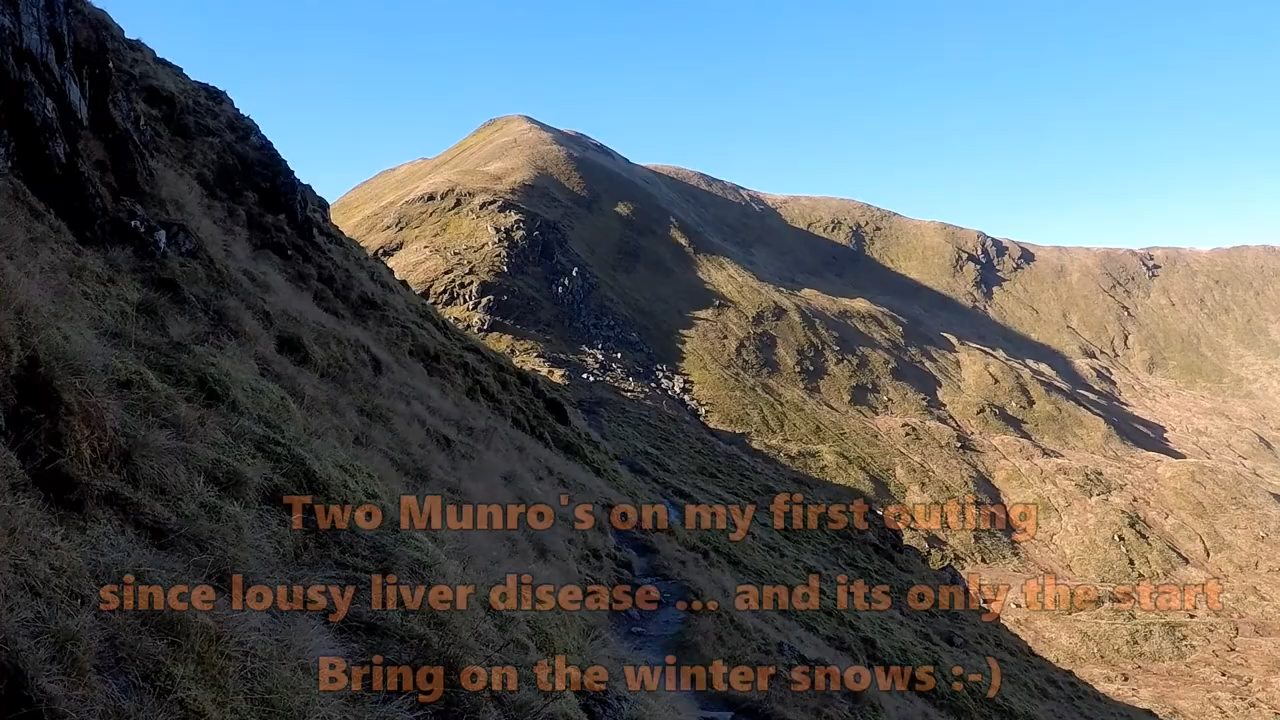 Two Munro's on my first outing
since lousy liver disease ... and its only the start
Bring on the winter snows :-)